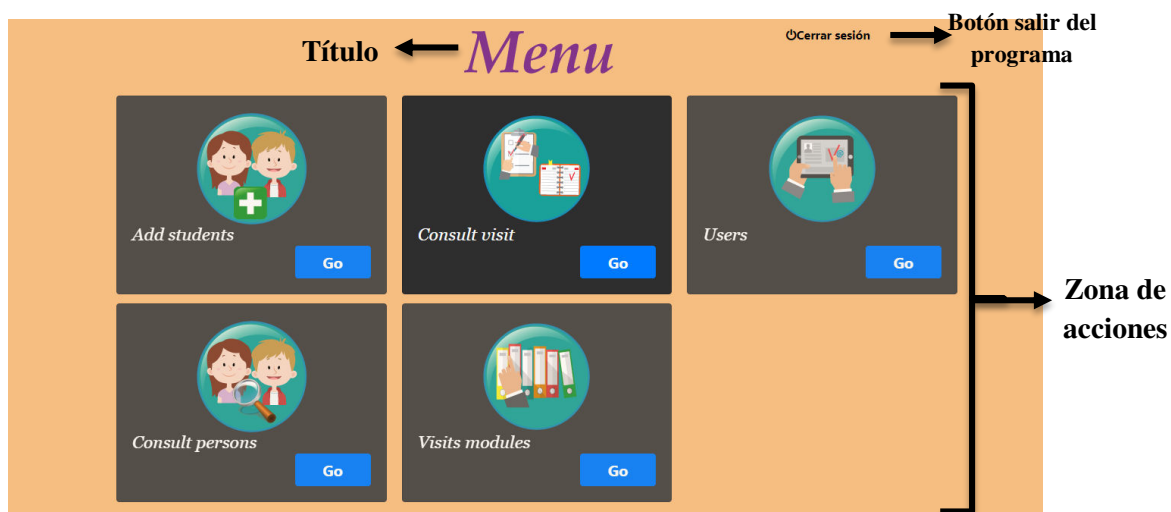 Título
Menu
Cerrar sesión
Botón salir del
programa
Add students
Go
Consult visit
Go
Users
Go
Zona de
acciones
Consult persons
Go
Visits modules
Go